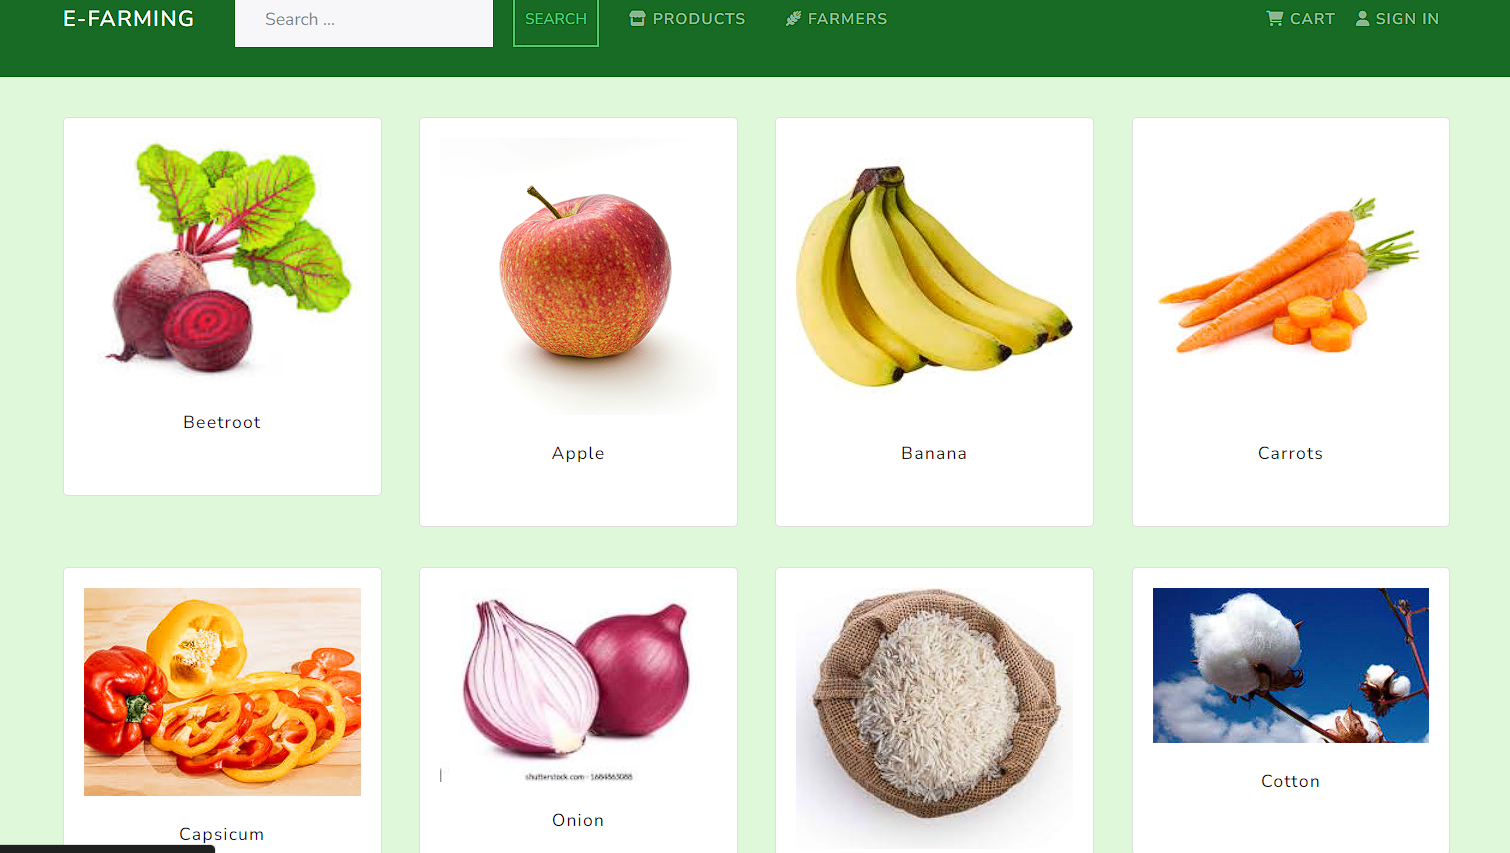 E-FARMING
Search ...
SEARCH
PRODUCTS
FARMERS
CART
SIGN IN
Beetroot
Apple
Banana
Carrots
shutterstock.com · 1684863088
Capsicum
Onion
Cotton